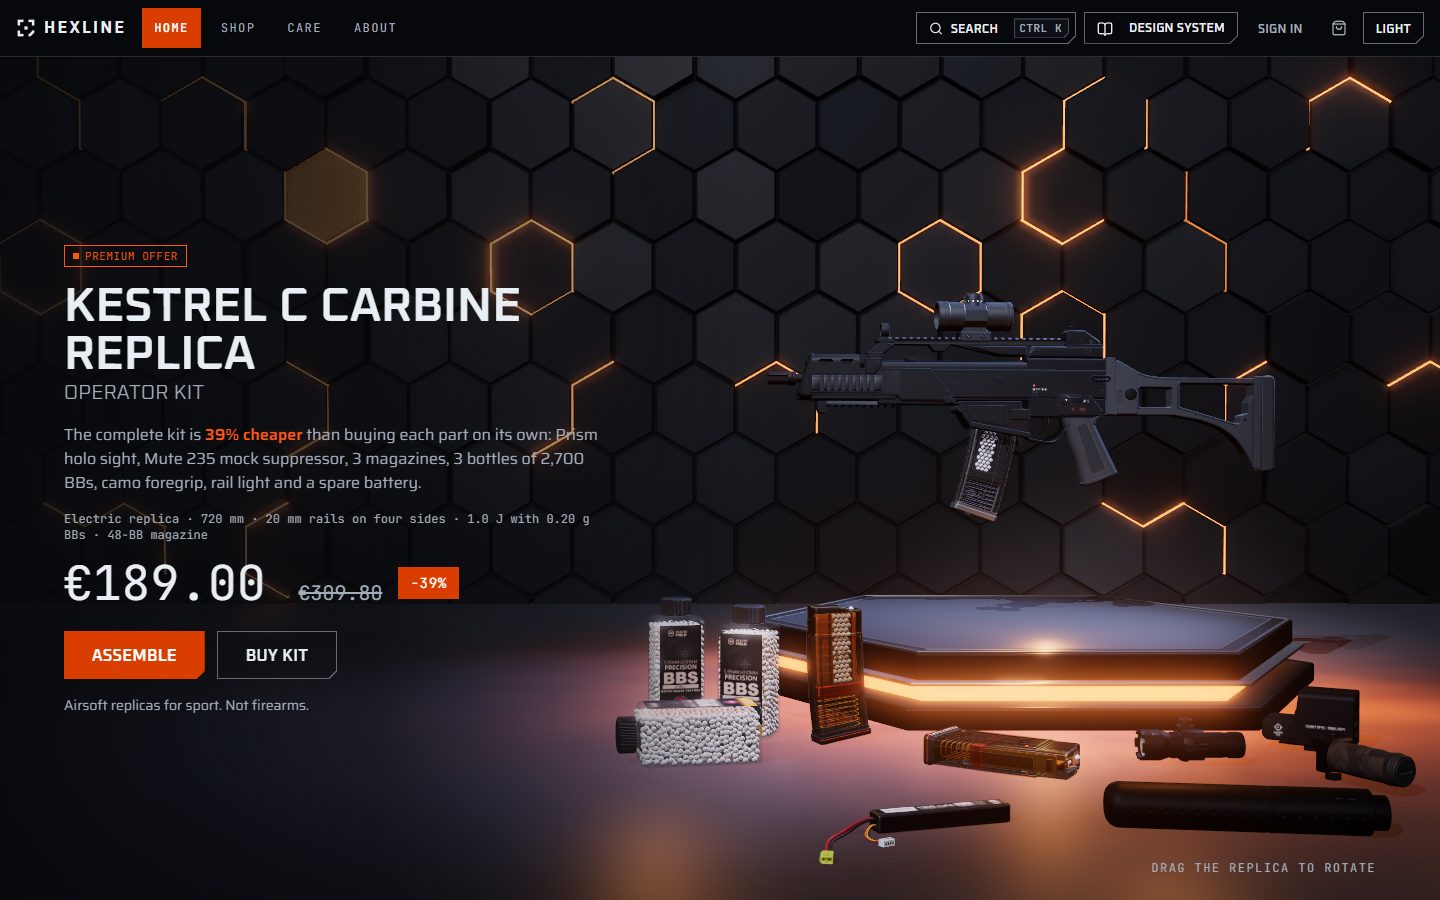 HEXLINE
HOME
SHOP
CARE
ABOUT
SEARCH
CTRL K
DESIGN SYSTEM
SIGN IN
LIGHT
PREMIUM OFFER
KESTREL C CARBINE
REPLICA
OPERATOR KIT
The complete kit is 39% cheaper than buying each part on its own: Prism
holo sight, Mute 235 mock suppressor, 3 magazines, 3 bottles of 2,700
BBs, camo foregrip, rail light and a spare battery.
Electric replica · 720 mm · 20 mm rails on four sides · 1.0 J with 0.20 g
BBs · 48-BB magazine
€189.00
€309.80
-39%
ASSEMBLE
BUY KIT
Airsoft replicas for sport. Not firearms.
PRECISION
BBS
PRECISION
BBS
DRAG THE REPLICA TO ROTATE